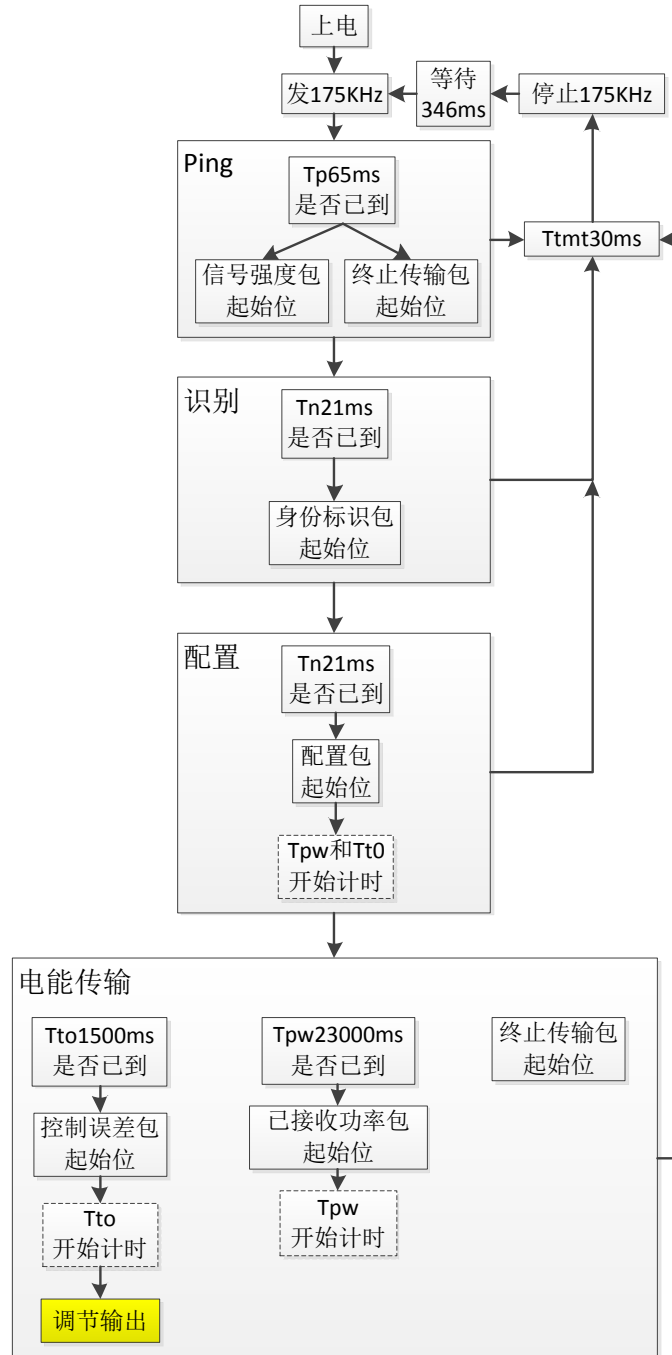 上电
发175KHz
等待
346ms
停止175KHz
Ping
Tp65ms
是否已到
信号强度包
起始位
终止传输包
起始位
Ttmt30ms
识别
Tn21ms
是否已到
身份标识包
起始位
配置
Tn21ms
是否已到
配置包
起始位
Tpw和Tt0
开始计时
电能传输
Tto1500ms
是否已到
控制误差包
起始位
Tto
开始计时
调节输出
Tpw23000ms
是否已到
已接收功率包
起始位
Tpw
开始计时
终止传输包
起始位